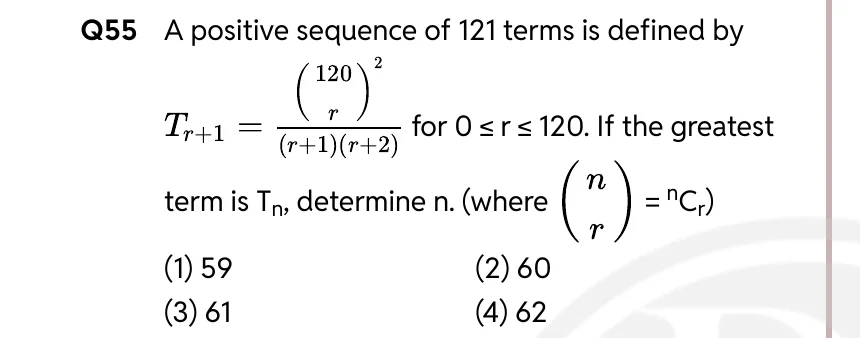 Q55 A positive sequence of 121 terms is defined by
T_{r+1} = \frac{\binom{120}{r}^2}{(r+1)(r+2)} for 0 ≤ r ≤ 120. If the greatest
term is T_n, determine n. (where \binom{n}{r} = ^nC_r)
(1) 59 (2) 60
(3) 61 (4) 62